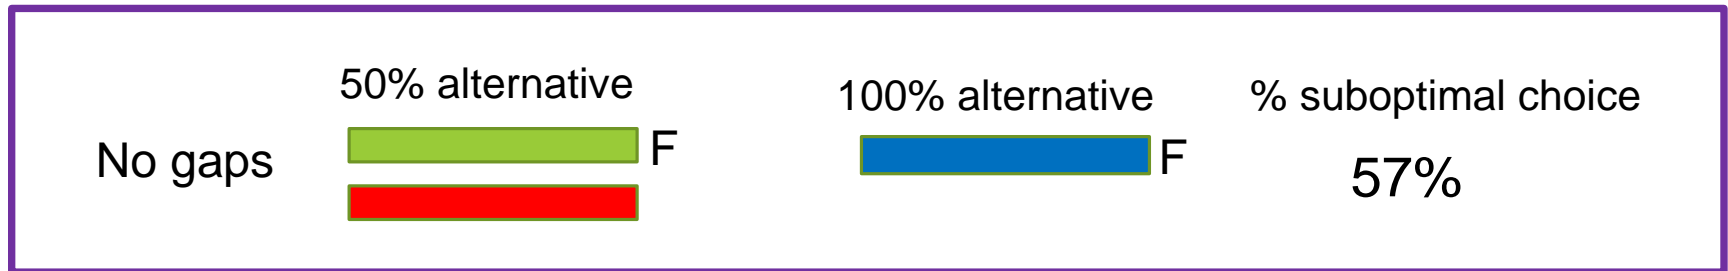 50% alternative
100% alternative
% suboptimal choice
No gaps
F
F
57%